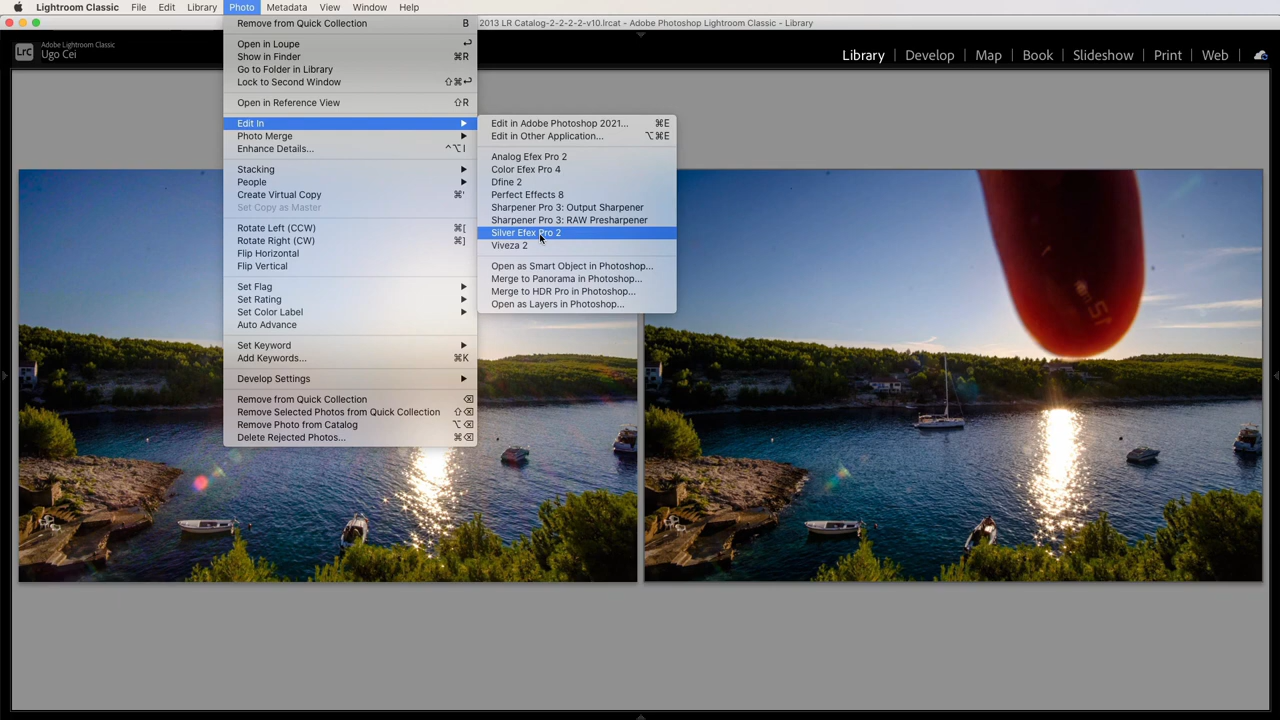 Lightroom Classic File Edit Library Photo Metadata View Window Help
2013 LR Catalog-2-2-2-2-v10.lrcat - Adobe Photoshop Lightroom Classic - Library
Lrc
Adobe Lightroom Classic
Ugo Cei
Library | Develop | Map | Book | Slideshow | Print | Web
Remove from Quick Collection B
Open in Loupe ↩
Show in Finder ⌘R
Go to Folder in Library
Lock to Second Window ⇧⌘↩
Open in Reference View ⇧R
Edit In ▶
Photo Merge ▶
Enhance Details... ^⌥I
Stacking ▶
People ▶
Create Virtual Copy ⌘'
Set Copy as Master
Rotate Left (CCW) ⌘[
Rotate Right (CW) ⌘]
Flip Horizontal
Flip Vertical
Set Flag ▶
Set Rating ▶
Set Color Label ▶
Auto Advance
Set Keyword ▶
Add Keywords... ⌘K
Develop Settings ▶
Remove from Quick Collection ⌫
Remove Selected Photos from Quick Collection ⇧⌫
Remove Photo from Catalog ⌥⌫
Delete Rejected Photos... ⌘⌫
Edit in Adobe Photoshop 2021... ⌘E
Edit in Other Application... ⌥⌘E
Analog Efex Pro 2
Color Efex Pro 4
Dfine 2
Perfect Effects 8
Sharpener Pro 3: Output Sharpener
Sharpener Pro 3: RAW Presharpener
Silver Efex Pro 2
Viveza 2
Open as Smart Object in Photoshop...
Merge to Panorama in Photoshop...
Merge to HDR Pro in Photoshop...
Open as Layers in Photoshop...